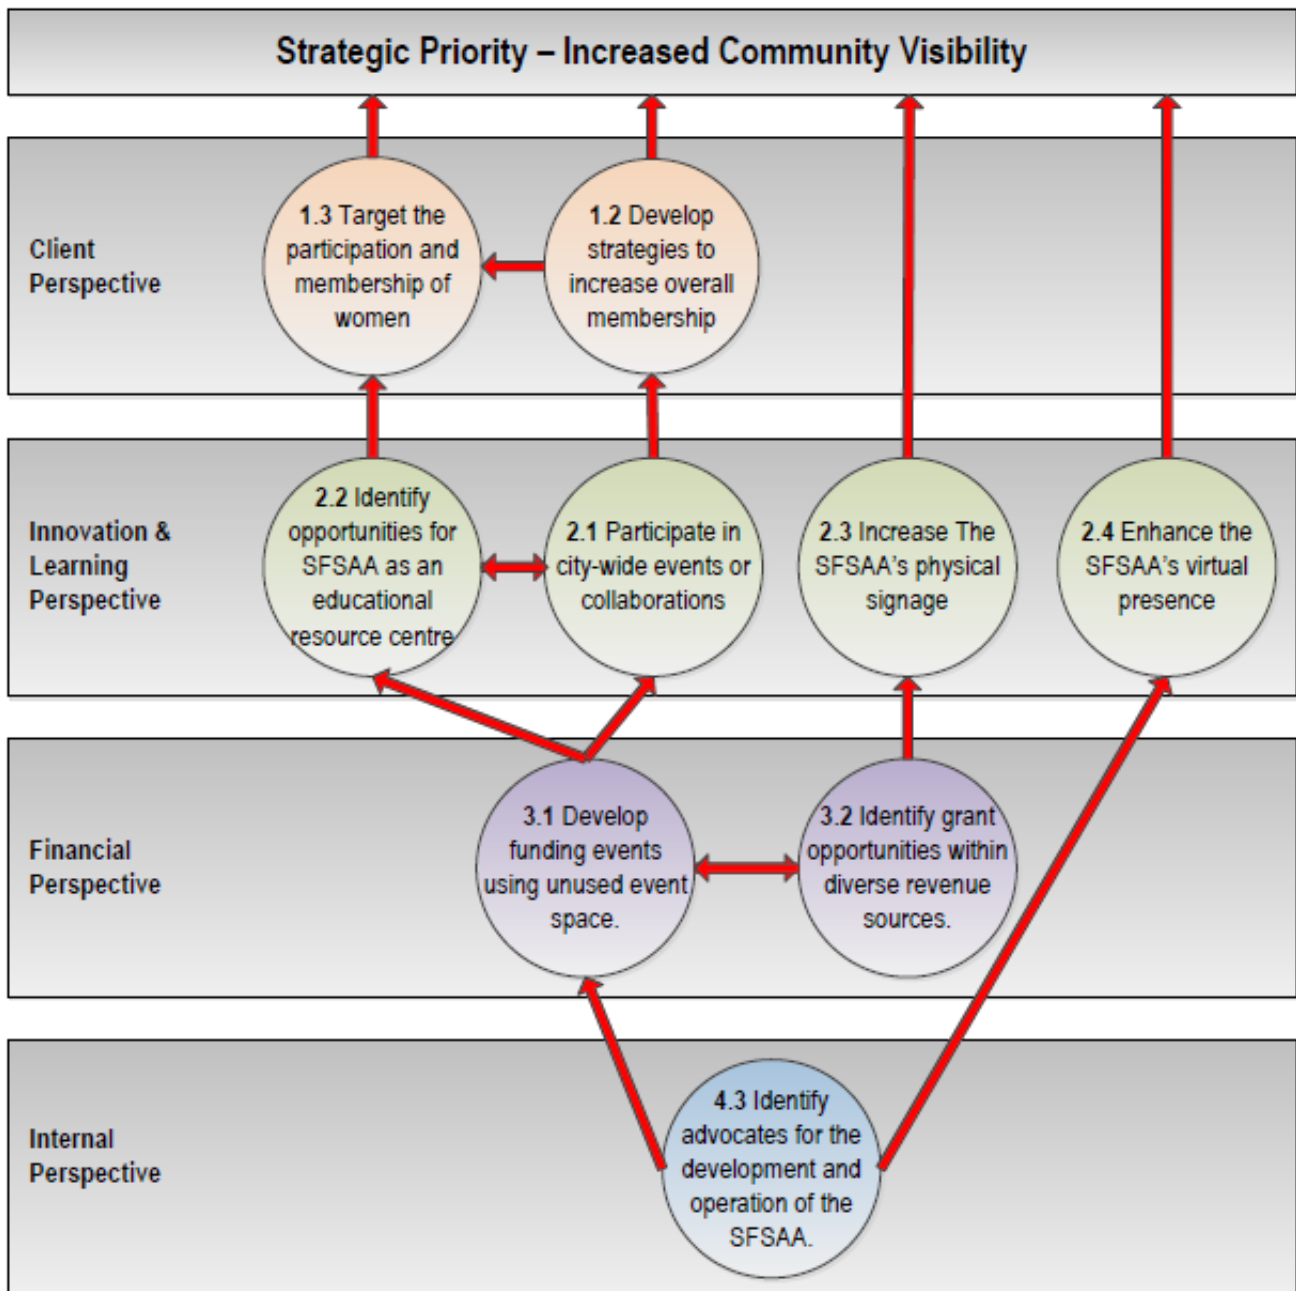 Strategic Priority – Increased Community Visibility
Client
Perspective
1.3 Target the
participation and
membership of
women
1.2 Develop
strategies to
increase overall
membership
Innovation &
Learning
Perspective
2.2 Identify
opportunities for
SFSAA as an
educational
resource centre
2.1 Participate in
city-wide events or
collaborations
2.3 Increase The
SFSAA's physical
signage
2.4 Enhance the
SFSAA's virtual
presence
Financial
Perspective
3.1 Develop
funding events
using unused event
space.
3.2 Identify grant
opportunities within
diverse revenue
sources.
Internal
Perspective
4.3 Identify
advocates for the
development and
operation of the
SFSAA.